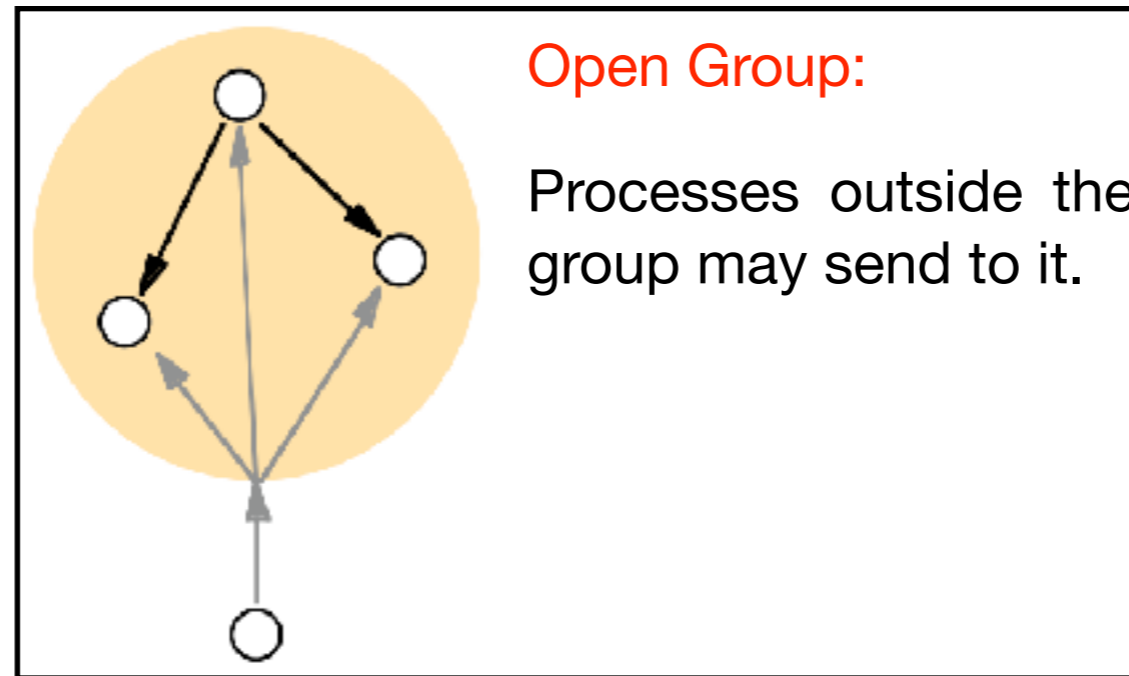 Open Group:
Processes outside the
group may send to it.